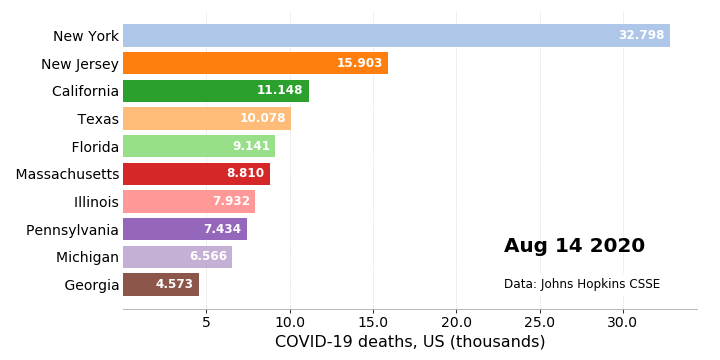 New York 32.798
New Jersey 15.903
California 11.148
Texas 10.078
Florida 9.141
Massachusetts 8.810
Illinois 7.932
Pennsylvania 7.434
Michigan 6.566
Georgia 4.573
Aug 14 2020
Data: Johns Hopkins CSSE
5 10.0 15.0 20.0 25.0 30.0
COVID-19 deaths, US (thousands)